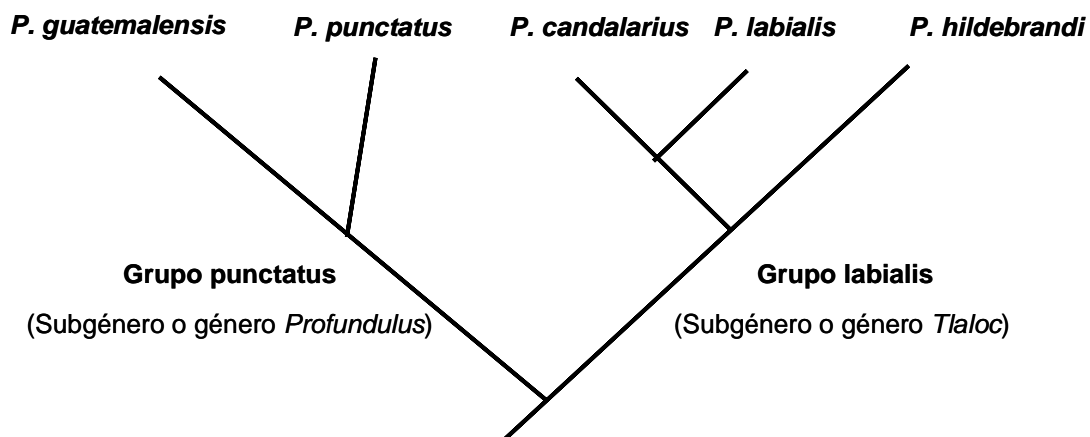 P. guatemalensis P. punctatus P. candalarius P. labialis P. hildebrandi
Grupo punctatus Grupo labialis
(Subgénero o género Profundulus) (Subgénero o género Tlaloc)